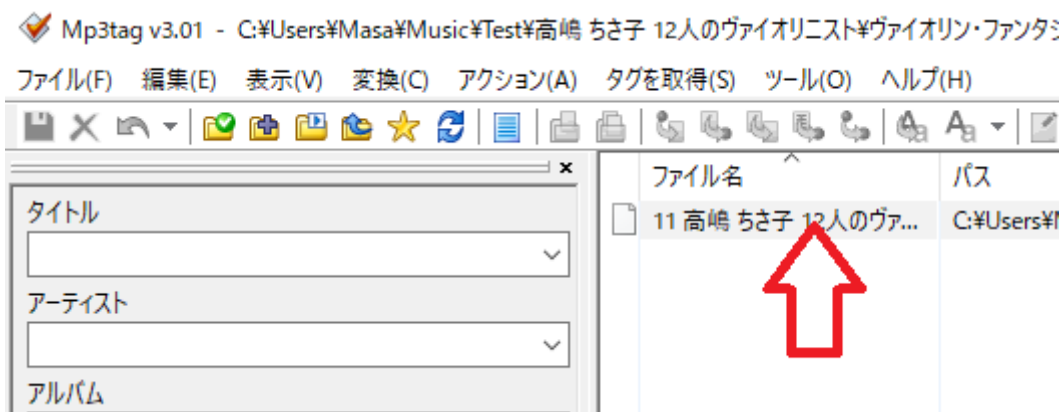 Mp3tag v3.01 - C:¥Users¥Masa¥Music¥Test¥高嶋 ちさ子 12人のヴァイオリニスト¥ヴァイオリン・ファンタジ
ファイル(F) 編集(E) 表示(V) 変換(C) アクション(A) タグを取得(S) ツール(O) ヘルプ(H)
ファイル名 パス
11 高嶋 ちさ子 12人のヴァ... C:¥Users¥M
タイトル
アーティスト
アルバム